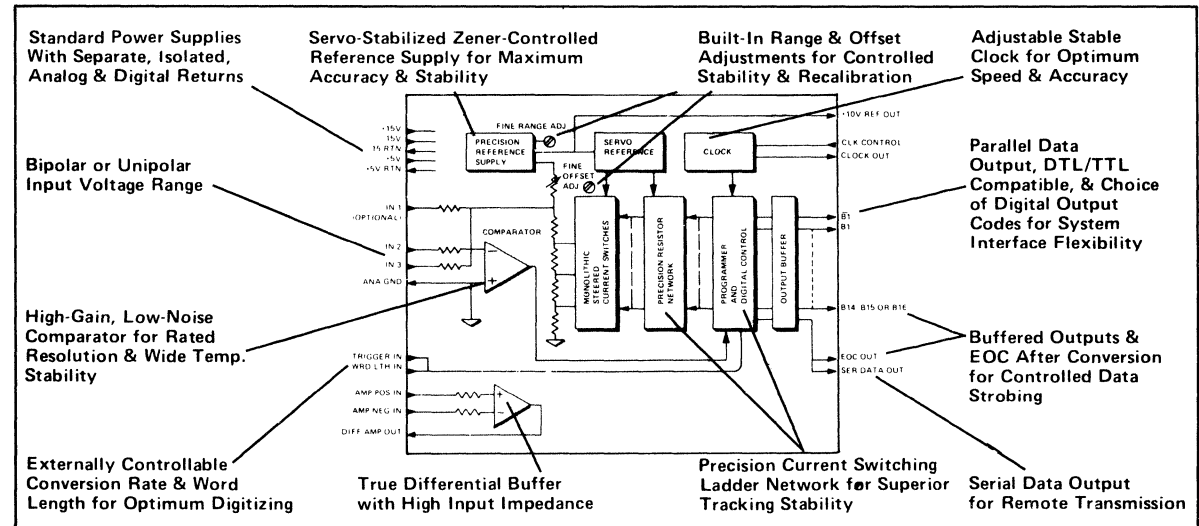 Standard Power Supplies
With Separate, Isolated,
Analog & Digital Returns
Servo-Stabilized Zener-Controlled
Reference Supply for Maximum
Accuracy & Stability
Built-In Range & Offset
Adjustments for Controlled
Stability & Recalibration
Adjustable Stable
Clock for Optimum
Speed & Accuracy
Bipolar or Unipolar
Input Voltage Range
High-Gain, Low-Noise
Comparator for Rated
Resolution & Wide Temp.
Stability
Externally Controllable
Conversion Rate & Word
Length for Optimum Digitizing
+15V
15V
15 RTN
+5V
+5V RTN
IN 1
(OPTIONAL)
IN 2
IN 3
ANA GND
TRIGGER IN
WRD LTH IN
AMP POS IN
AMP NEG IN
DIFF AMP OUT
PRECISION
REFERENCE
SUPPLY
FINE RANGE ADJ
SERVO
REFERENCE
CLOCK
FINE
OFFSET
ADJ
COMPARATOR
MONOLITHIC
STEERED
CURRENT SWITCHES
PRECISION RESISTOR
NETWORK
PROGRAMMER
AND
DIGITAL CONTROL
OUTPUT BUFFER
+10V REF OUT
CLK CONTROL
CLOCK OUT
B1
B1
B14 B15 OR B16
EOC OUT
SER DATA OUT
Parallel Data
Output, DTL/TTL
Compatible, & Choice
of Digital Output
Codes for System
Interface Flexibility
Buffered Outputs &
EOC After Conversion
for Controlled Data
Strobing
True Differential Buffer
with High Input Impedance
Precision Current Switching
Ladder Network for Superior
Tracking Stability
Serial Data Output
for Remote Transmission